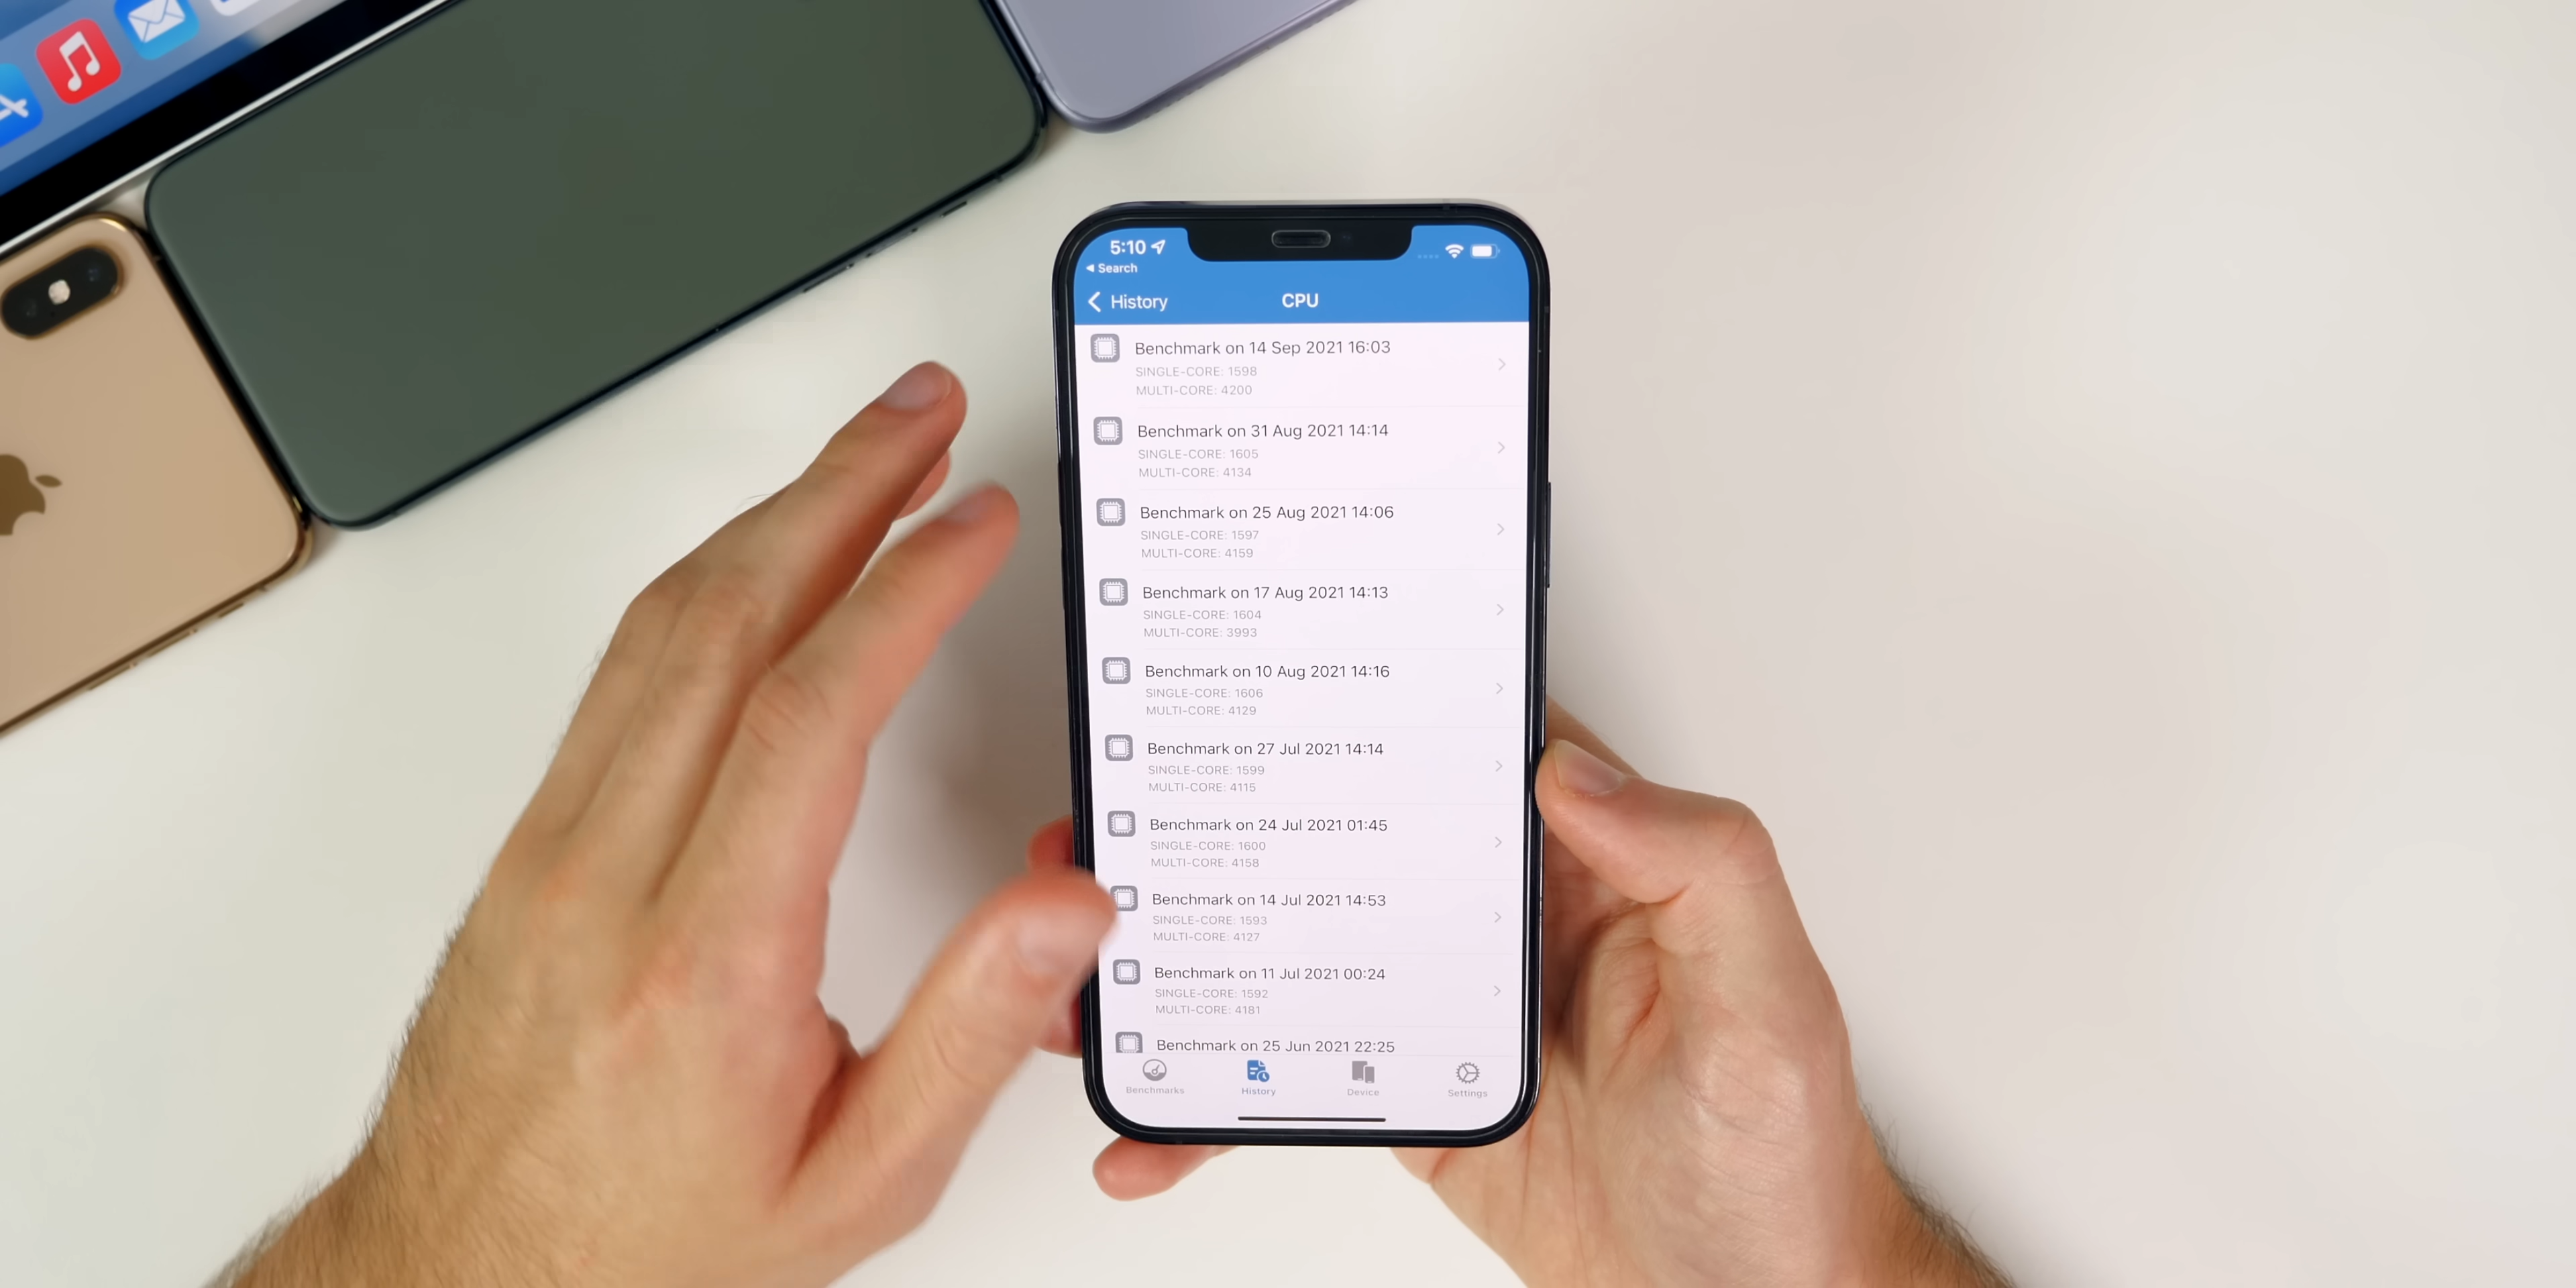 5:10
Search
History
CPU
Benchmark on 14 Sep 2021 16:03
SINGLE-CORE: 1598
MULTI-CORE: 4200
Benchmark on 31 Aug 2021 14:14
SINGLE-CORE: 1605
MULTI-CORE: 4134
Benchmark on 25 Aug 2021 14:06
SINGLE-CORE: 1597
MULTI-CORE: 4159
Benchmark on 17 Aug 2021 14:13
SINGLE-CORE: 1604
MULTI-CORE: 3993
Benchmark on 10 Aug 2021 14:16
SINGLE-CORE: 1606
MULTI-CORE: 4129
Benchmark on 27 Jul 2021 14:14
SINGLE-CORE: 1599
MULTI-CORE: 4115
Benchmark on 24 Jul 2021 01:45
SINGLE-CORE: 1600
MULTI-CORE: 4158
Benchmark on 14 Jul 2021 14:53
SINGLE-CORE: 1593
MULTI-CORE: 4127
Benchmark on 11 Jul 2021 00:24
SINGLE-CORE: 1592
MULTI-CORE: 4181
Benchmark on 25 Jun 2021 22:25
Benchmarks
History
Device
Settings